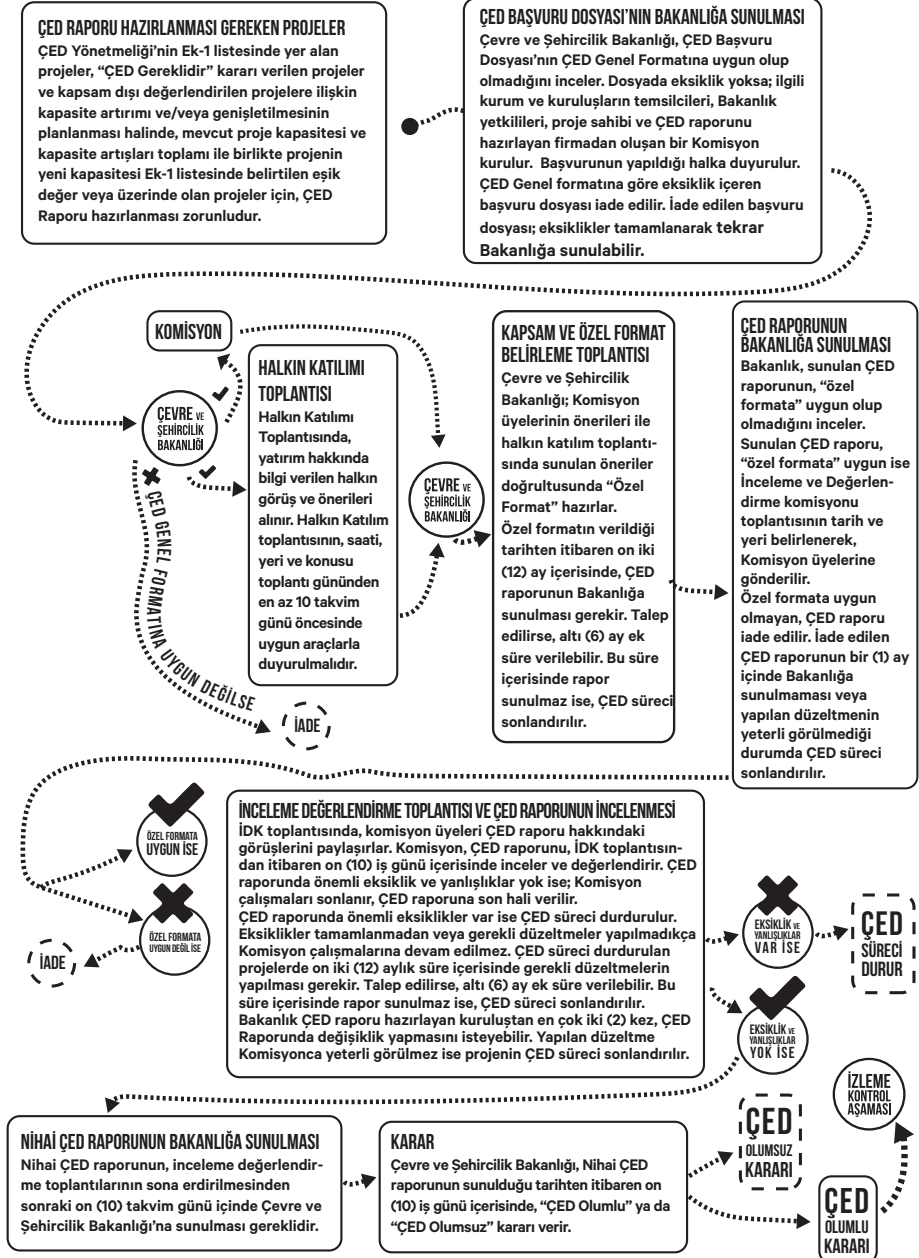 ÇED RAPORU HAZIRLANMASI GEREKEN PROJELER
ÇED Yönetmeliği’nin Ek-1 listesinde yer alan
projeler, “ÇED Gereklidir” kararı verilen projeler
ve kapsam dışı değerlendirilen projelere ilişkin
kapasite artırımı ve/veya genişletilmesinin
planlanması halinde, mevcut proje kapasitesi ve
kapasite artışları toplamı ile birlikte projenin
yeni kapasitesi Ek-1 listesinde belirtilen eşik
değer veya üzerinde olan projeler için, ÇED
Raporu hazırlanması zorunludur.
ÇED BAŞVURU DOSYASI’NIN BAKANLIĞA SUNULMASI
Çevre ve Şehircilik Bakanlığı, ÇED Başvuru
Dosyası’nın ÇED Genel Formatına uygun olup
olmadığını inceler. Dosyada eksiklik yoksa; ilgili
kurum ve kuruluşların temsilcileri, Bakanlık
yetkilileri, proje sahibi ve ÇED raporunu
hazırlayan firmadan oluşan bir Komisyon
kurulur. Başvurunun yapıldığı halka duyurulur.
ÇED Genel formatına göre eksiklik içeren
başvuru dosyası iade edilir. İade edilen başvuru
dosyası; eksiklikler tamamlanarak tekrar
Bakanlığa sunulabilir.
KOMİSYON
ÇEVRE VE
ŞEHİRCİLİK
BAKANLIĞI
ÇED GENEL FORMATINA UYGUN DEĞİLSE
İADE
HALKIN KATILIMI
TOPLANTISI
Halkın Katılımı
Toplantısında,
yatırım hakkında
bilgi verilen halkın
görüş ve önerileri
alınır. Halkın Katılım
toplantısının, saati,
yeri ve konusu
toplantı gününden
en az 10 takvim
günü öncesinde
uygun araçlarla
duyurulmalıdır.
ÇEVRE VE
ŞEHİRCİLİK
BAKANLIĞI
KAPSAM VE ÖZEL FORMAT
BELİRLEME TOPLANTISI
Çevre ve Şehircilik
Bakanlığı; Komisyon
üyelerinin önerileri ile
halkın katılım toplantı-
sında sunulan öneriler
doğrultusunda “Özel
Format” hazırlar.
Özel formatın verildiği
tarihten itibaren on iki
(12) ay içerisinde, ÇED
raporunun Bakanlığa
sunulması gerekir. Talep
edilirse, altı (6) ay ek
süre verilebilir. Bu süre
içerisinde rapor
sunulmaz ise, ÇED süreci
sonlandırılır.
ÇED RAPORUNUN
BAKANLIĞA SUNULMASI
Bakanlık, sunulan ÇED
raporunun, “özel
formata” uygun olup
olmadığını inceler.
Sunulan ÇED raporu,
“özel formata” uygun ise
İnceleme ve Değerlen-
dirme komisyonu
toplantısının tarih ve
yeri belirlenerek,
Komisyon üyelerine
gönderilir.
Özel formata uygun
olmayan, ÇED raporu
iade edilir. İade edilen
ÇED raporunun bir (1) ay
içinde Bakanlığa
sunulmaması veya
yapılan düzeltmenin
yeterli görülmediği
durumda ÇED süreci
sonlandırılır.
ÖZEL FORMATA
UYGUN İSE
ÖZEL FORMATA
UYGUN DEĞİL İSE
İADE
İNCELEME DEĞERLENDİRME TOPLANTISI VE ÇED RAPORUNUN İNCELENMESİ
İDK toplantısında, komisyon üyeleri ÇED raporu hakkındaki
görüşlerini paylaşırlar. Komisyon, ÇED raporunu, İDK toplantısın-
dan itibaren on (10) iş günü içerisinde inceler ve değerlendirir. ÇED
raporunda önemli eksiklik ve yanlışlıklar yok ise; Komisyon
çalışmaları sonlanır, ÇED raporuna son hali verilir.
ÇED raporunda önemli eksiklikler var ise ÇED süreci durdurulur.
Eksiklikler tamamlanmadan veya gerekli düzeltmeler yapılmadıkça
Komisyon çalışmalarına devam edilmez. ÇED süreci durdurulan
projelerde on iki (12) aylık süre içerisinde gerekli düzeltmelerin
yapılması gerekir. Talep edilirse, altı (6) ay ek süre verilebilir. Bu
süre içerisinde rapor sunulmaz ise, ÇED süreci sonlandırılır.
Bakanlık ÇED raporu hazırlayan kuruluştan en çok iki (2) kez, ÇED
Raporunda değişiklik yapmasını isteyebilir. Yapılan düzeltme
Komisyonca yeterli görülmez ise projenin ÇED süreci sonlandırılır.
EKSİKLİK VE
YANLIŞLIKLAR
VAR İSE
ÇED
SÜRECİ
DURUR
EKSİKLİK VE
YANLIŞLIKLAR
YOK İSE
NİHAİ ÇED RAPORUNUN BAKANLIĞA SUNULMASI
Nihai ÇED raporunun, inceleme değerlendir-
me toplantılarının sona erdirilmesinden
sonraki on (10) takvim günü içinde Çevre ve
Şehircilik Bakanlığı’na sunulması gereklidir.
KARAR
Çevre ve Şehircilik Bakanlığı, Nihai ÇED
raporunun sunulduğu tarihten itibaren on
(10) iş günü içerisinde, “ÇED Olumlu” ya da
“ÇED Olumsuz” kararı verir.
ÇED
OLUMSUZ
KARARI
ÇED
OLUMLU
KARARI
İZLEME
KONTROL
AŞAMASI